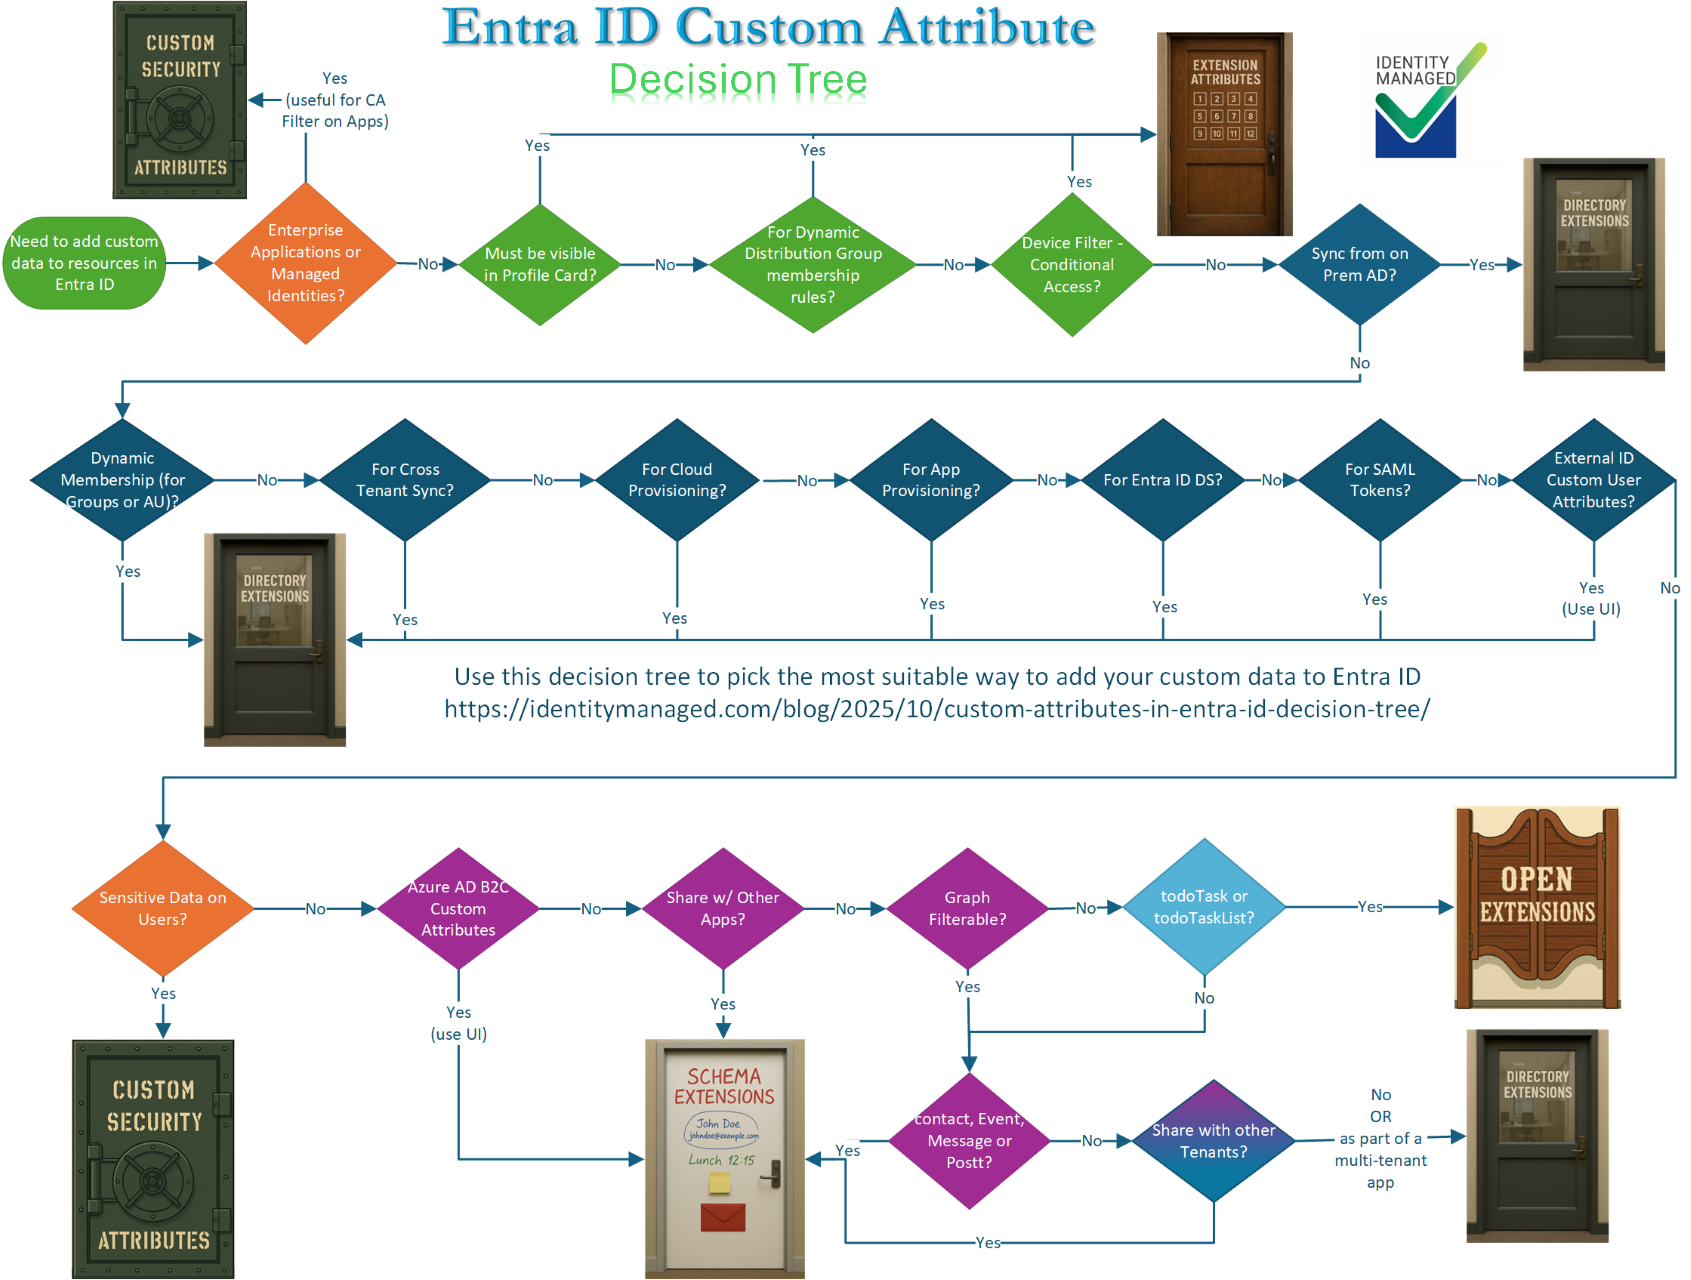 Entra ID Custom Attribute
Decision Tree
CUSTOM
SECURITY
ATTRIBUTES
Yes
(useful for CA
Filter on Apps)
EXTENSION
ATTRIBUTES
1 2 3 4
5 6 7 8
9 10 11 12
IDENTITY
MANAGED
Yes
Yes
Yes
Need to add custom
data to resources in
Entra ID
Enterprise
Applications or
Managed
Identities?
No
Must be visible
in Profile Card?
No
For Dynamic
Distribution Group
membership
rules?
No
Device Filter -
Conditional
Access?
No
Sync from on
Prem AD?
Yes
DIRECTORY
EXTENSIONS
No
Dynamic
Membership (for
Groups or AU)?
No
For Cross
Tenant Sync?
No
For Cloud
Provisioning?
No
For App
Provisioning?
No
For Entra ID DS?
No
For SAML
Tokens?
No
External ID
Custom User
Attributes?
Yes
DIRECTORY
EXTENSIONS
Yes
Yes
Yes
Yes
Yes
Yes
(Use UI)
No
Use this decision tree to pick the most suitable way to add your custom data to Entra ID
https://identitymanaged.com/blog/2025/10/custom-attributes-in-entra-id-decision-tree/
Sensitive Data on
Users?
No
Azure AD B2C
Custom
Attributes
No
Share w/ Other
Apps?
No
Graph
Filterable?
No
todoTask or
todoTaskList?
Yes
OPEN
EXTENSIONS
Yes
Yes
(use UI)
Yes
Yes
No
CUSTOM
SECURITY
ATTRIBUTES
SCHEMA
EXTENSIONS
John Doe
johndoe@example.com
Lunch 12:15
Yes
contact, Event,
Message or
Postt?
No
Share with other
Tenants?
No
OR
as part of a
multi-tenant
app
DIRECTORY
EXTENSIONS
Yes